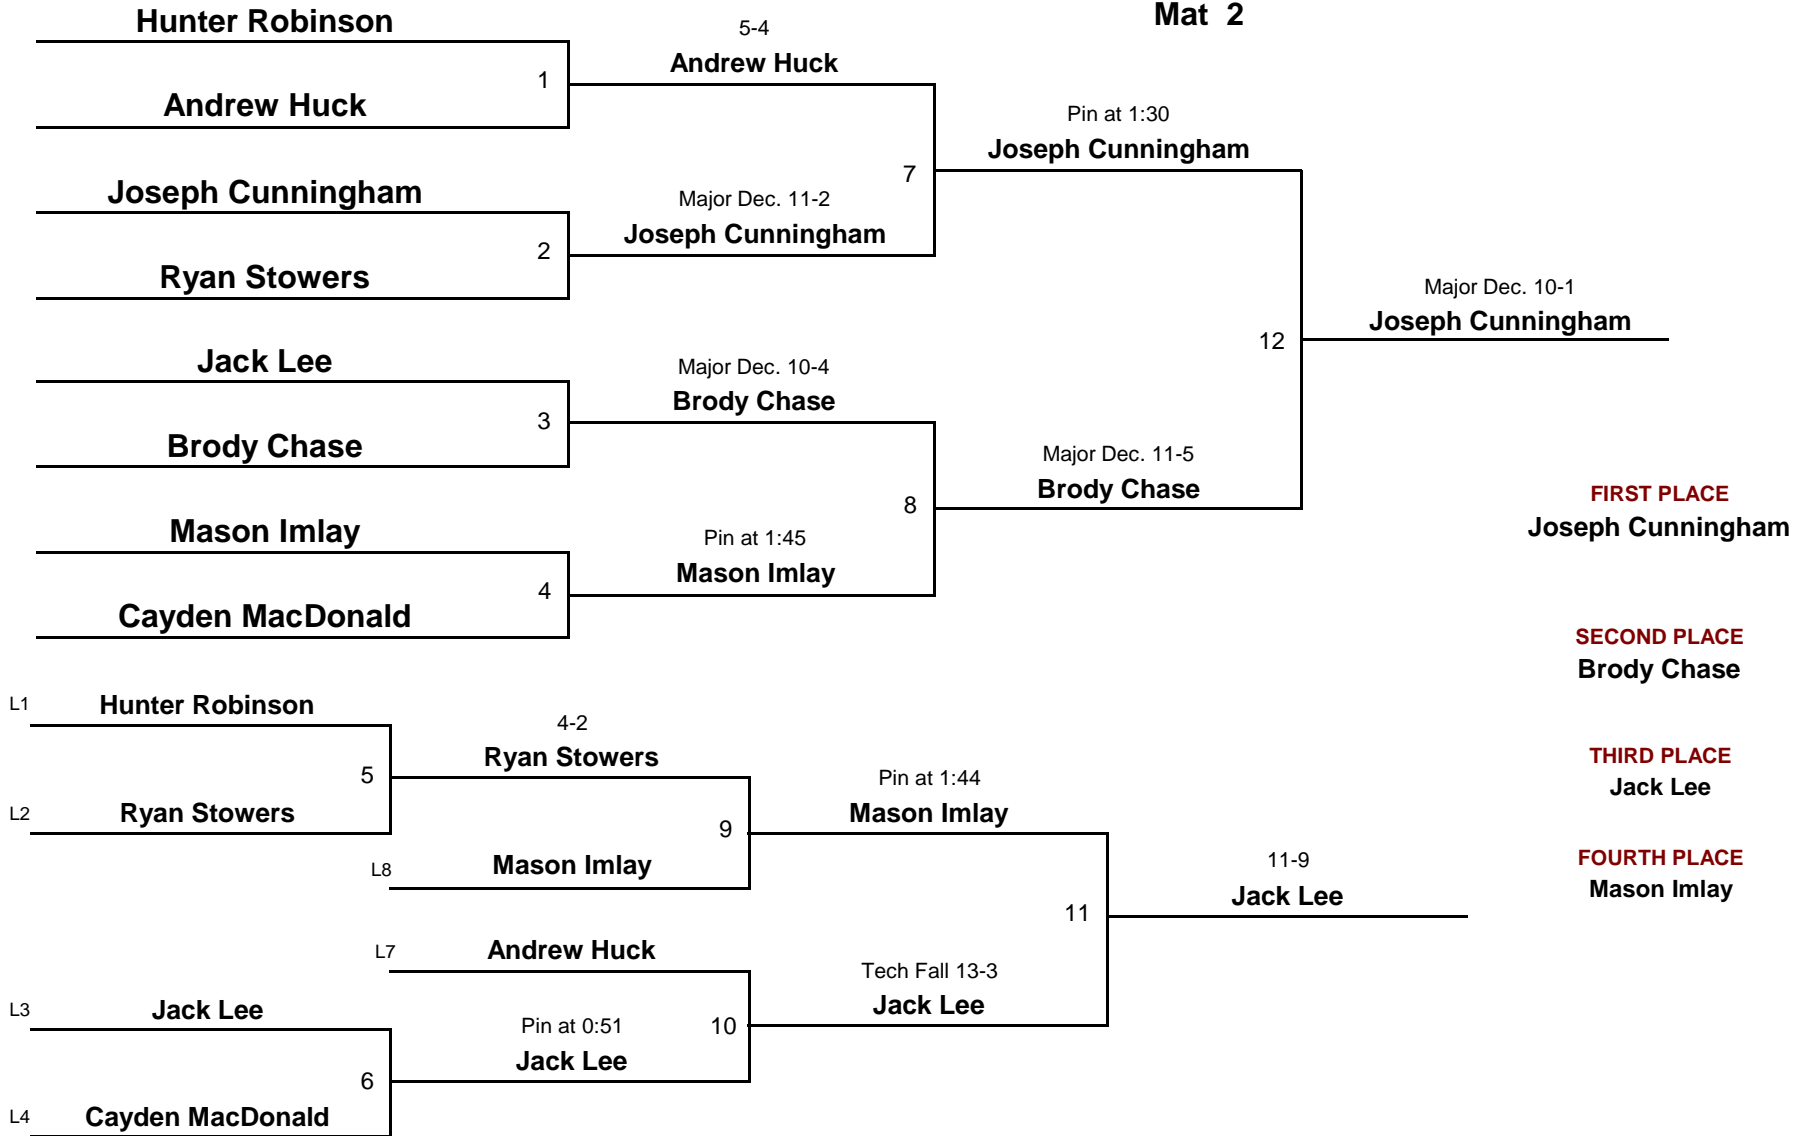 Mat 2
Hunter Robinson
1
Andrew Huck
5-4
Andrew Huck
Joseph Cunningham
2
Ryan Stowers
Major Dec. 11-2
Joseph Cunningham
7
Pin at 1:30
Joseph Cunningham
Jack Lee
3
Brody Chase
Major Dec. 10-4
Brody Chase
Mason Imlay
4
Cayden MacDonald
Pin at 1:45
Mason Imlay
8
Major Dec. 11-5
Brody Chase
12
Major Dec. 10-1
Joseph Cunningham
FIRST PLACE
Joseph Cunningham
SECOND PLACE
Brody Chase
THIRD PLACE
Jack Lee
FOURTH PLACE
Mason Imlay
L1 Hunter Robinson
5
L2 Ryan Stowers
4-2
Ryan Stowers
9
L8 Mason Imlay
Pin at 1:44
Mason Imlay
L7 Andrew Huck
L3 Jack Lee
6
L4 Cayden MacDonald
Pin at 0:51
Jack Lee
10
Tech Fall 13-3
Jack Lee
11
11-9
Jack Lee